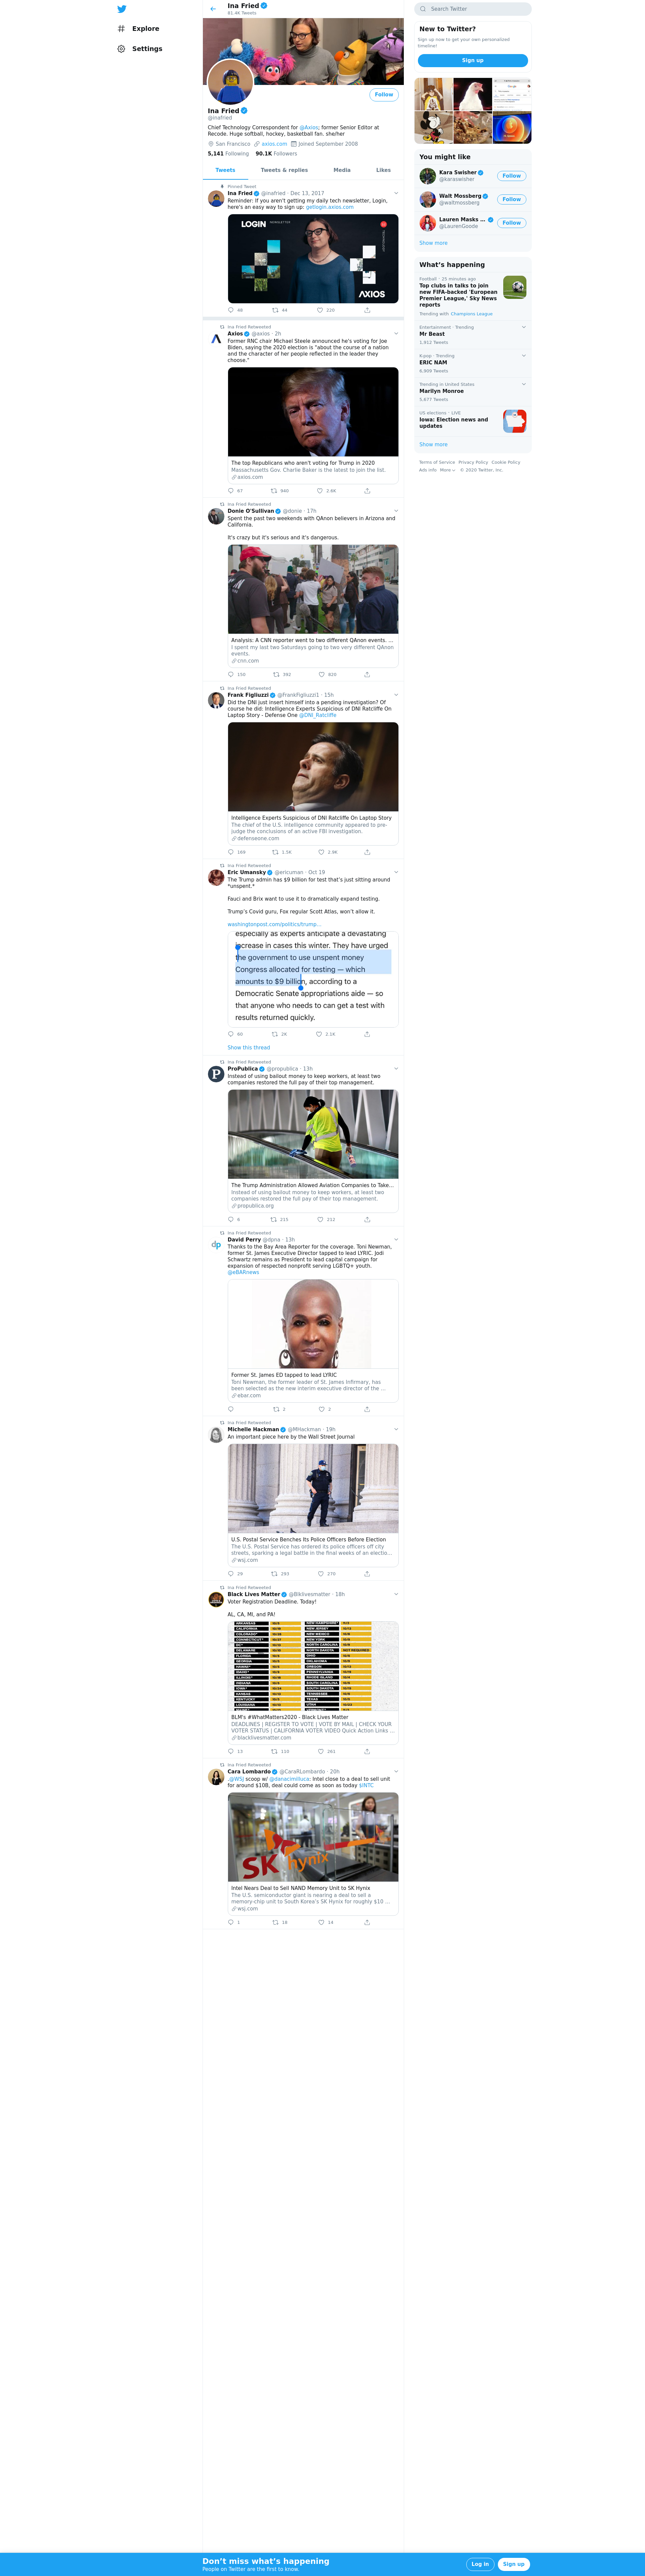 Explore
Settings
Ina Fried
61.4K Tweets
Follow
Ina Fried
@inafried
Chief Technology Correspondent for @Axios; former Senior Editor at
Recode. Huge softball, hockey, basketball fan. she/her
San Francisco axios.com Joined September 2008
5,141 Following 90.1K Followers
Tweets Tweets & replies Media Likes
Pinned Tweet
Ina Fried @inafried · Dec 13, 2017
Reminder: If you aren't getting my daily tech newsletter, Login,
here's an easy way to sign up: getlogin.axios.com
LOGIN NEWSLETTER
AXIOS
48 44 220
Ina Fried Retweeted
Axios @axios · 2h
Former RNC chair Michael Steele announced he's voting for Joe
Biden, saying the 2020 election is "about the course of a nation
and the character of her people reflected in the leader they
choose."
The top Republicans who aren't voting for Trump in 2020
Massachusetts Gov. Charlie Baker is the latest to join the list.
axios.com
67 940 2.6K
Ina Fried Retweeted
Donie O'Sullivan @donie · 17h
Spent the past two weekends with QAnon believers in Arizona and
California.
It's crazy but it's serious and it's dangerous.
Analysis: A CNN reporter went to two different QAnon events. ...
I spent my last two Saturdays going to two very different QAnon
events.
cnn.com
150 392 820
Ina Fried Retweeted
Frank Figliuzzi @FrankFigliuzzi1 · 15h
Did the DNI just insert himself into a pending investigation? Of
course he did: Intelligence Experts Suspicious of DNI Ratcliffe On
Laptop Story - Defense One @DNI_Ratcliffe
Intelligence Experts Suspicious of DNI Ratcliffe On Laptop Story
The chief of the U.S. intelligence community appeared to pre-
judge the conclusions of an active FBI investigation.
defenseone.com
169 1.5K 2.9K
Ina Fried Retweeted
Eric Umansky @ericuman · Oct 19
The Trump admin has $9 billion for test that's just sitting around
*unspent.*
Fauci and Brix want to use it to dramatically expand testing.
Trump's Covid guru, Fox regular Scott Atlas, won't allow it.
washingtonpost.com/politics/trump...
especially as experts anticipate a devastating
increase in cases this winter. They have urged
the government to use unspent money
Congress allocated for testing — which
amounts to $9 billion, according to a
Democratic Senate appropriations aide — so
that anyone who needs to can get a test with
results returned quickly.
60 2K 2.1K
Show this thread
Ina Fried Retweeted
ProPublica @propublica · 13h
Instead of using bailout money to keep workers, at least two
companies restored the full pay of their top management.
The Trump Administration Allowed Aviation Companies to Take...
Instead of using bailout money to keep workers, at least two
companies restored the full pay of their top management.
propublica.org
6 233 212
Ina Fried Retweeted
David Perry @dpna · 13h
Thanks to the Bay Area Reporter for the coverage. Toni Newman,
former St. James Executive Director tapped to lead LYRIC. Jodi
Schwartz remains as President to lead capital campaign for
expansion of respected nonprofit serving LGBTQ+ youth.
@eBARnews
Former St. James ED tapped to lead LYRIC
Toni Newman, the former leader of St. James Infirmary, has
been selected as the new interim executive director of the ...
ebar.com
2 2
Ina Fried Retweeted
Michelle Hackman @MHackman · 19h
An important piece here by the Wall Street Journal
U.S. Postal Service Benches Its Police Officers Before Election
The U.S. Postal Service has ordered its police officers off city
streets, sparking a legal battle in the final weeks of an electio...
wsj.com
29 293 270
Ina Fried Retweeted
Black Lives Matter @Blklivesmatter · 18h
Voter Registration Deadline. Today!
AL, CA, MI, and PA!
BLM's #WhatMatters2020 - Black Lives Matter
DEADLINES | REGISTER TO VOTE | VOTE BY MAIL | CHECK YOUR
VOTER STATUS | CALIFORNIA VOTER VIDEO Quick Action Links ...
blacklivesmatter.com
13 110 261
Ina Fried Retweeted
Cara Lombardo @CaraRLombardo · 20h
.@WSJ scoop w/ @danacimilluca: Intel close to a deal to sell unit
for around $10B, deal could come as soon as today $INTC
SK hynix
Intel Nears Deal to Sell NAND Memory Unit to SK Hynix
The U.S. semiconductor giant is nearing a deal to sell a
memory-chip unit to South Korea's SK Hynix for roughly $10 ...
wsj.com
1 18 14
Search Twitter
New to Twitter?
Sign up now to get your own personalized
timeline!
Sign up
You might like
Kara Swisher
@karaswisher
Follow
Walt Mossberg
@waltmossberg
Follow
Lauren Masks ...
@LaurenGoode
Follow
Show more
What's happening
Football · 25 minutes ago
Top clubs in talks to join
new FIFA-backed 'European
Premier League,' Sky News
reports
Trending with Champions League
Entertainment · Trending
Mr Beast
1,912 Tweets
K-pop · Trending
ERIC NAM
6,909 Tweets
Trending in United States
Marilyn Monroe
5,677 Tweets
US elections · LIVE
Iowa: Election news and
updates
Show more
Terms of Service Privacy Policy Cookie Policy
Ads info More © 2020 Twitter, Inc.
Don't miss what's happening
People on Twitter are the first to know.
Log in
Sign up